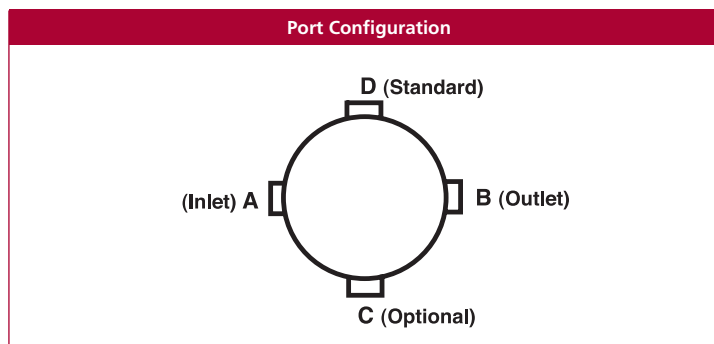 Port Configuration
D (Standard)
(Inlet) A
B (Outlet)
C (Optional)